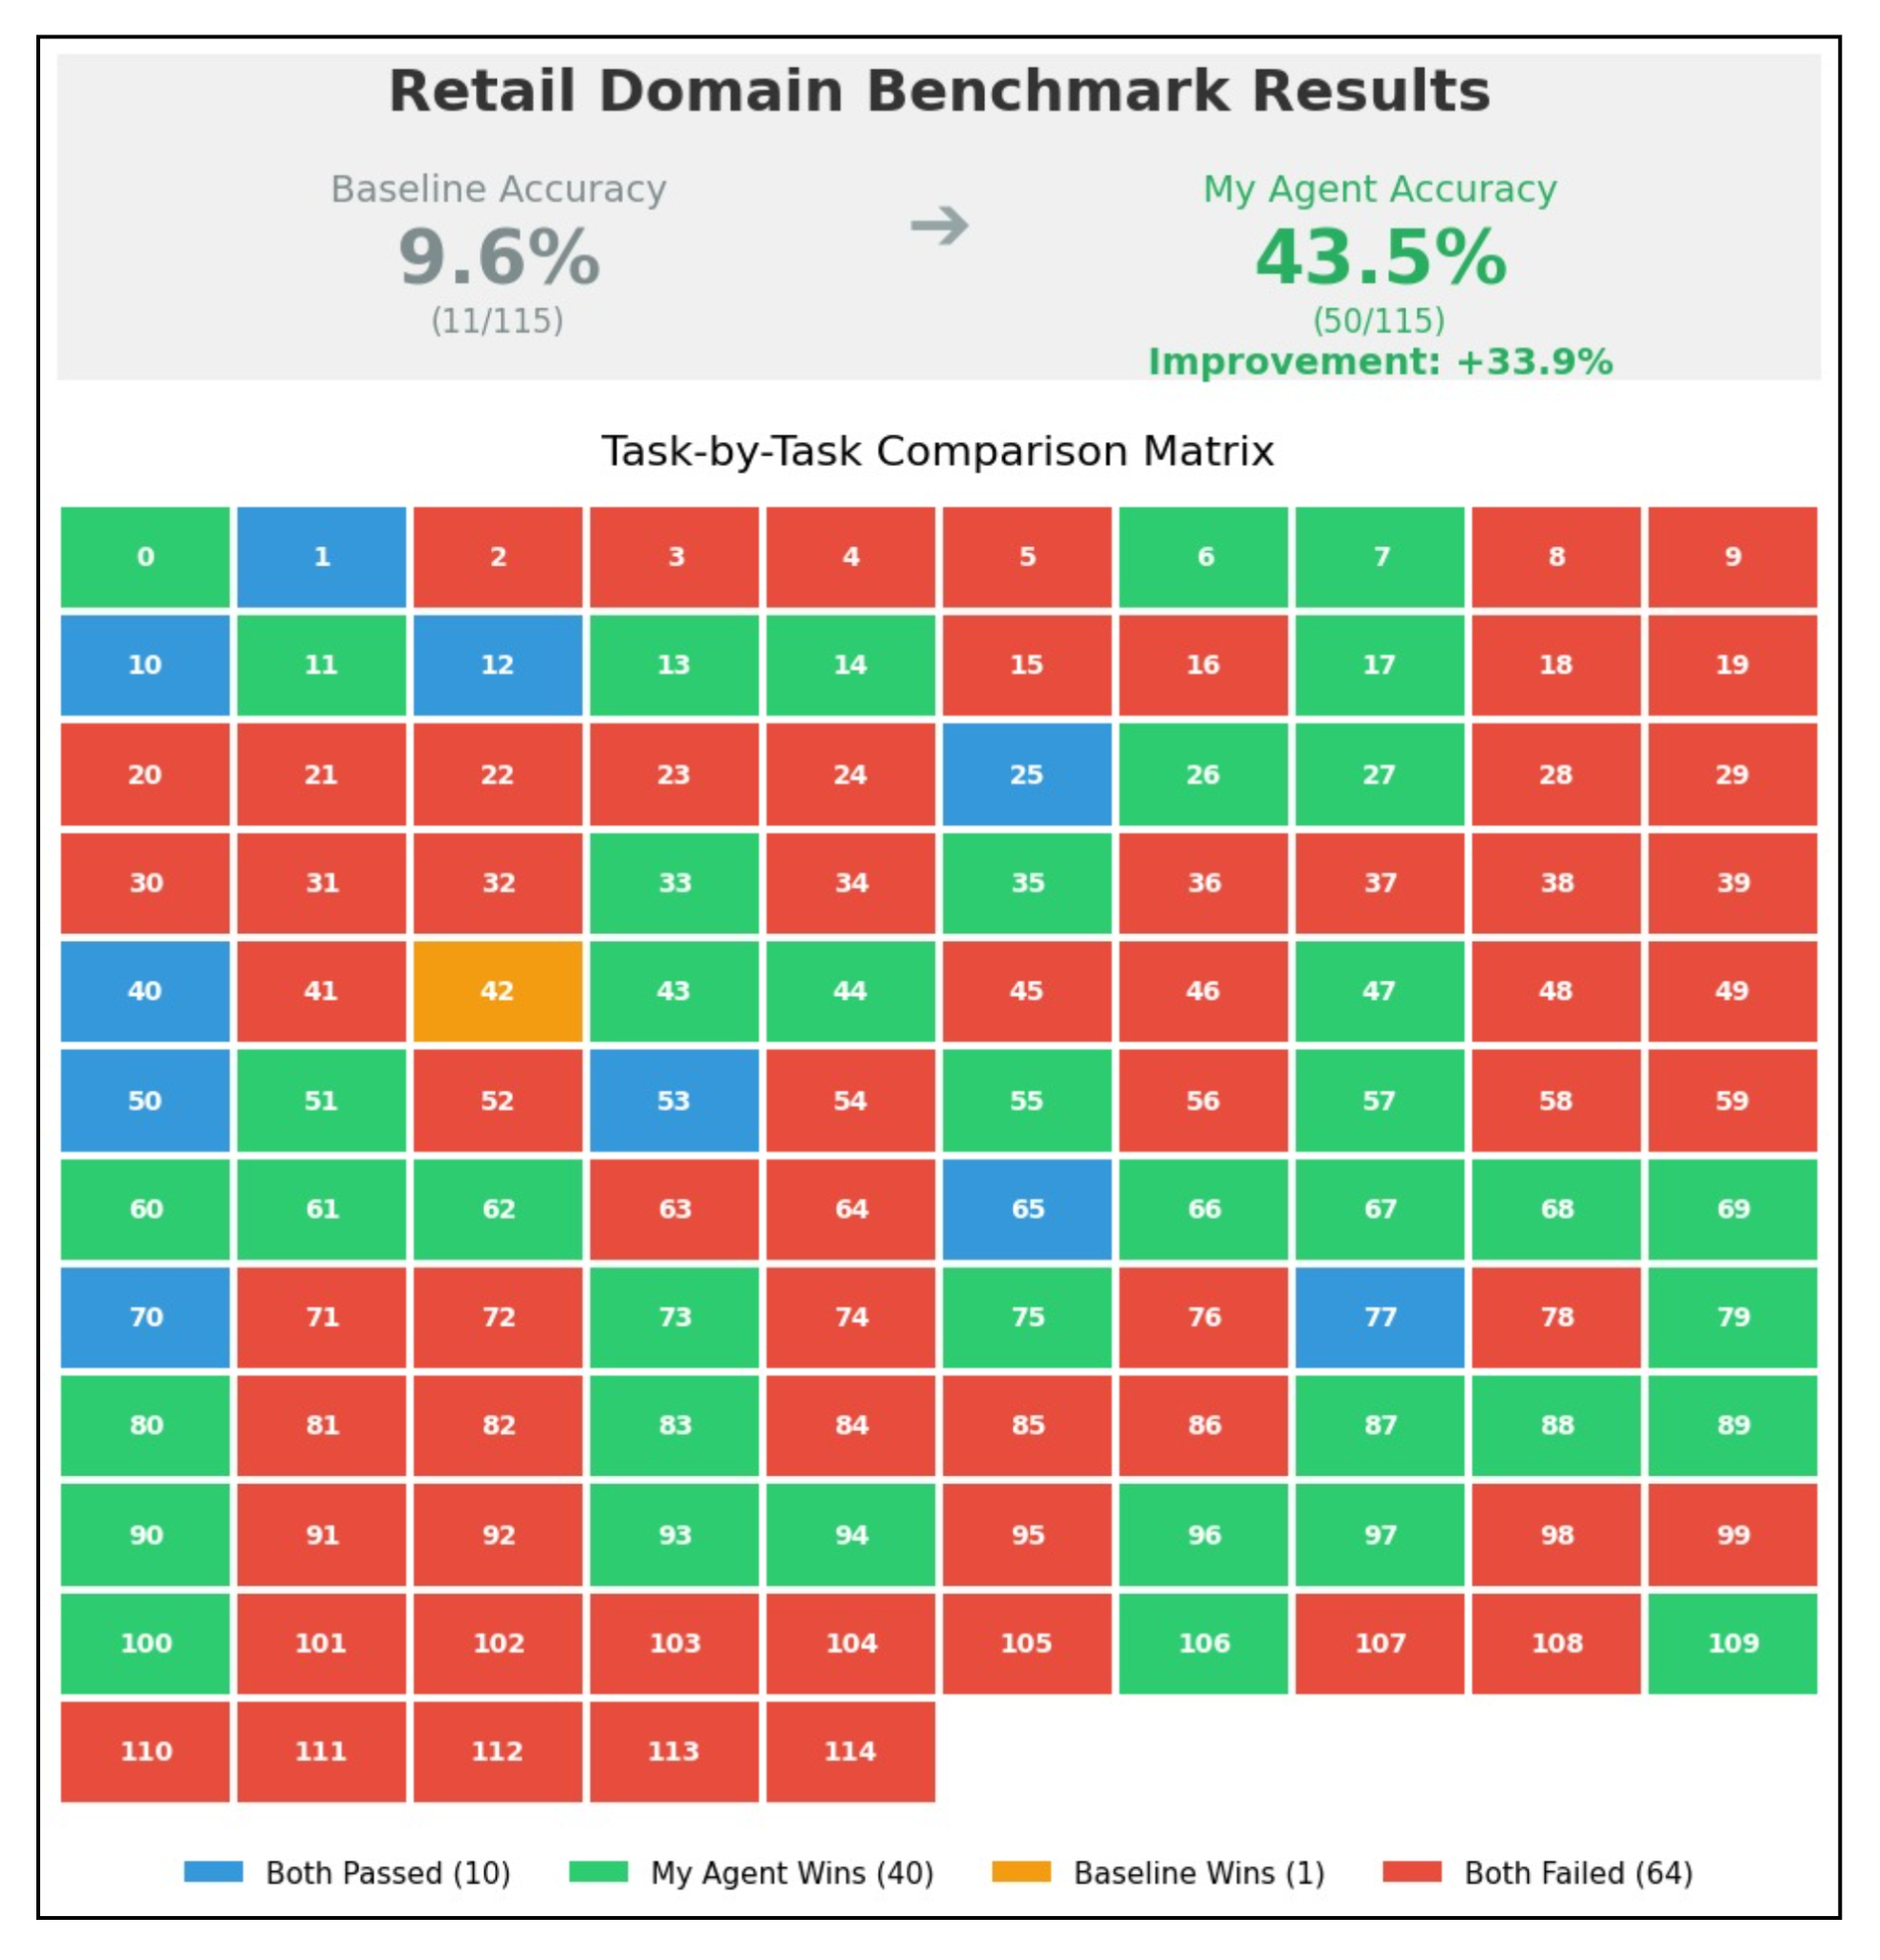 Retail Domain Benchmark Results
Baseline Accuracy
9.6%
(11/115)
➔
My Agent Accuracy
43.5%
(50/115)
Improvement: +33.9%
Task-by-Task Comparison Matrix
0 1 2 3 4 5 6 7 8 9
10 11 12 13 14 15 16 17 18 19
20 21 22 23 24 25 26 27 28 29
30 31 32 33 34 35 36 37 38 39
40 41 42 43 44 45 46 47 48 49
50 51 52 53 54 55 56 57 58 59
60 61 62 63 64 65 66 67 68 69
70 71 72 73 74 75 76 77 78 79
80 81 82 83 84 85 86 87 88 89
90 91 92 93 94 95 96 97 98 99
100 101 102 103 104 105 106 107 108 109
110 111 112 113 114
Both Passed (10) My Agent Wins (40) Baseline Wins (1) Both Failed (64)